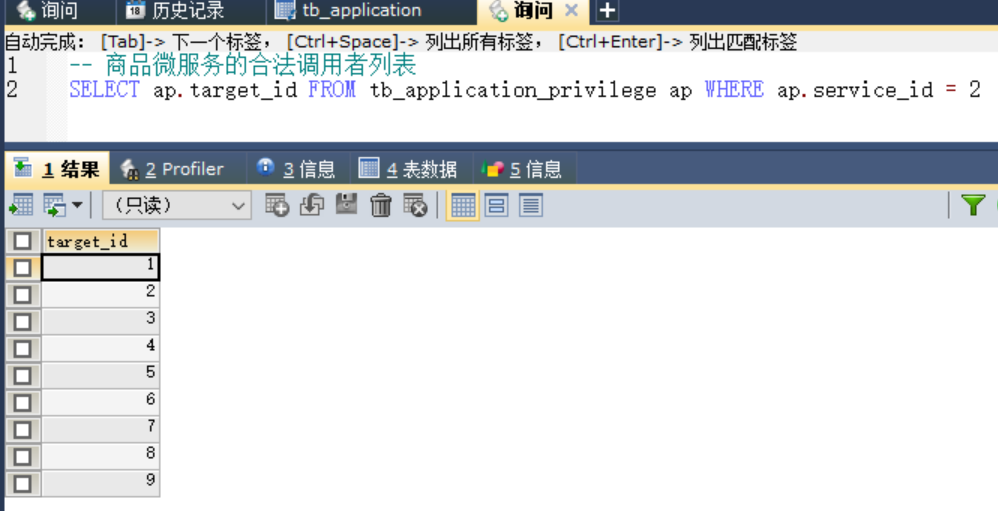 询问 18 历史记录 tb_application 询问
自动完成: [Tab]-> 下一个标签， [Ctrl+Space]-> 列出所有标签， [Ctrl+Enter]-> 列出匹配标签
1 -- 商品微服务的合法调用者列表
2 SELECT ap.target_id FROM tb_application_privilege ap WHERE ap.service_id = 2
1 结果 2 Profiler 3 信息 4 表数据 5 信息
（只读）
target_id
1
2
3
4
5
6
7
8
9